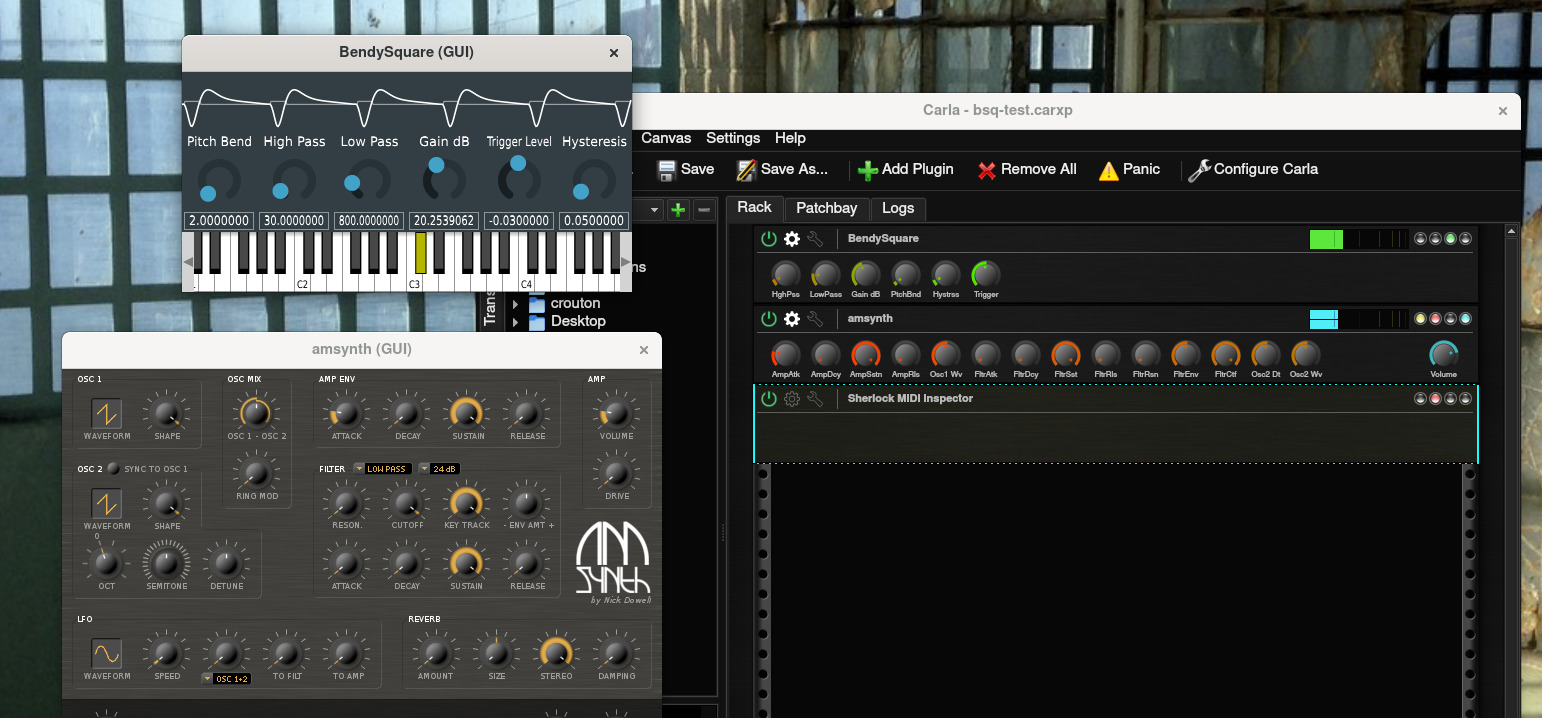 BendySquare (GUI)
Pitch Bend High Pass Low Pass Gain dB Trigger Level Hysteresis
2.0000000 30.0000000 800.0000000 20.2539062 -0.0300000 0.0500000
C2 C3 C4
Carla - bsq-test.carxp
Canvas Settings Help
Save Save As... Add Plugin Remove All Panic Configure Carla
Rack Patchbay Logs
ns
Trans
crouton
Desktop
BendySquare
HghPss LowPass Gain dB PtchBnd Hystrss Trigger
amsynth
AmpAtk AmpDcy AmpSstn AmpRls Osc1 Wv FltrAtk FltrDcy FltrSst FltrRls FltrRsn FltrEnv FltrCtf Osc2 Dt Osc2 Wv Volume
Sherlock MIDI Inspector
amsynth (GUI)
OSC 1 OSC MIX AMP ENV AMP
WAVEFORM SHAPE OSC 1 - OSC 2 ATTACK DECAY SUSTAIN RELEASE VOLUME
OSC 2 SYNC TO OSC 1 FILTER LOW PASS 24 dB
RING MOD DRIVE
WAVEFORM SHAPE RESON. CUTOFF KEY TRACK - ENV AMT +
0
OCT SEMITONE DETUNE ATTACK DECAY SUSTAIN RELEASE
AM SYNTH
by Nick Dowell
LFO REVERB
WAVEFORM SPEED OSC 1+2 TO FILT TO AMP AMOUNT SIZE STEREO DAMPING